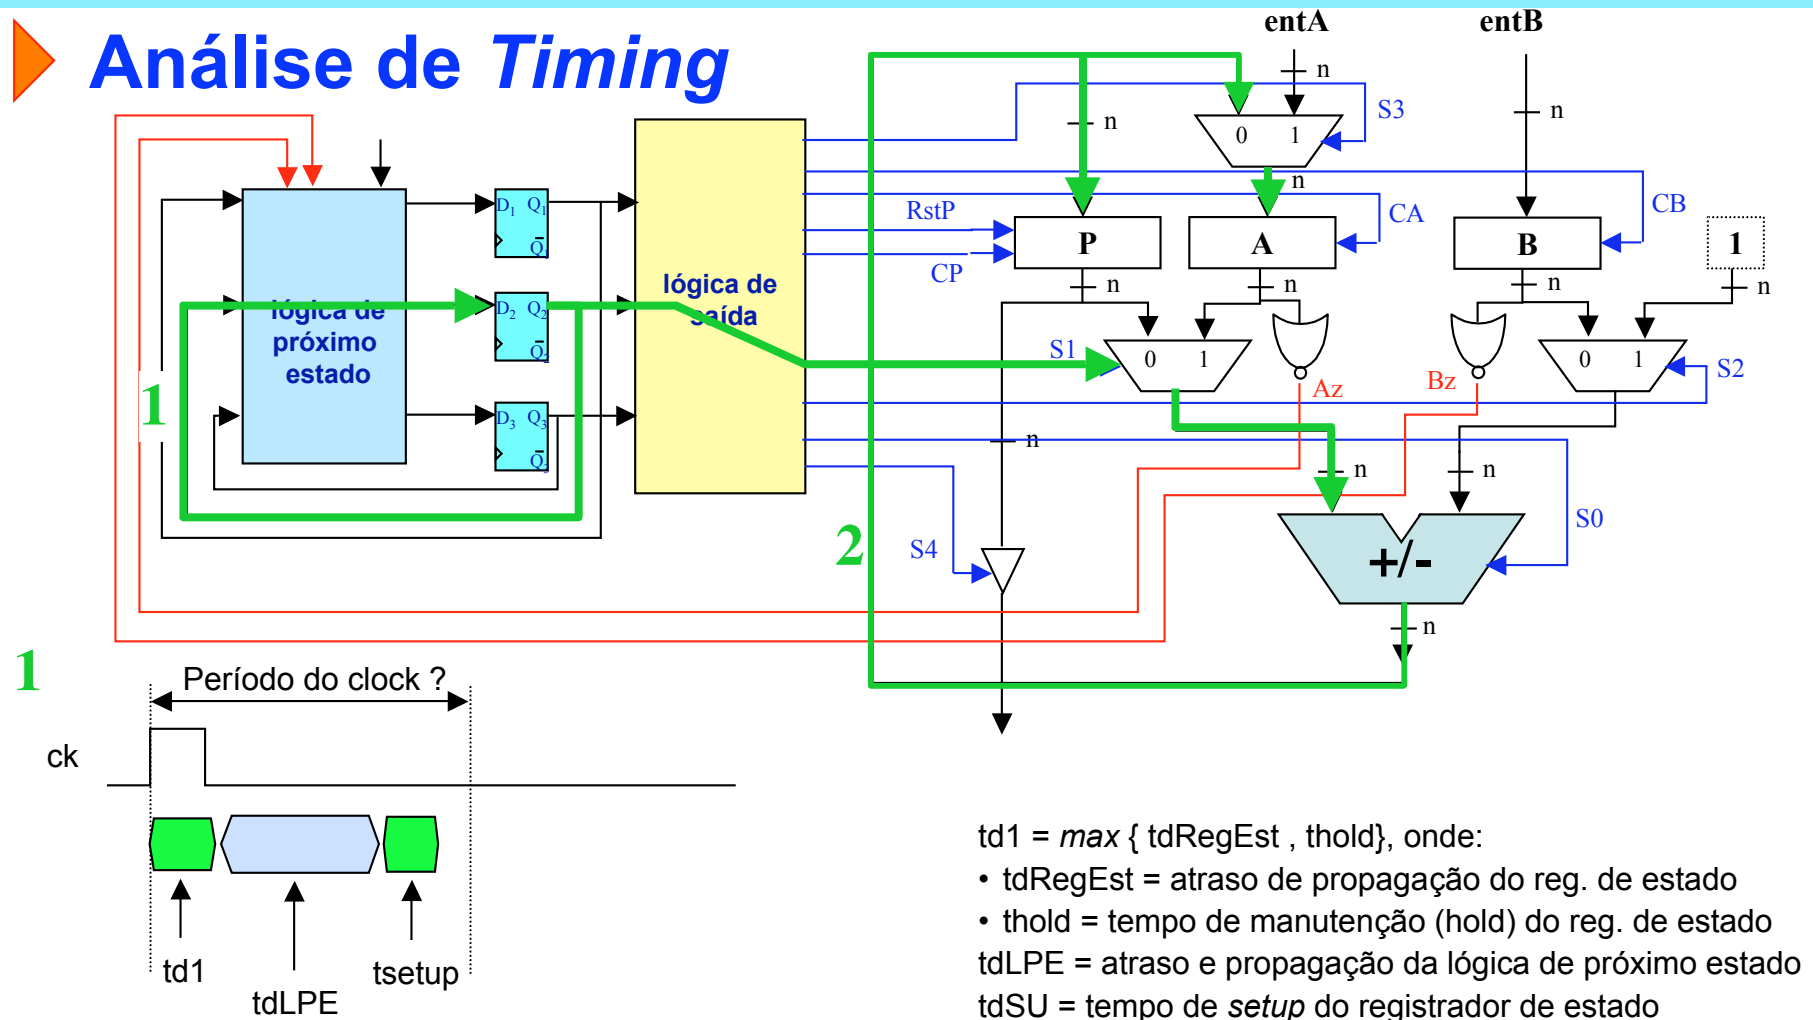 Análise de Timing
entA
entB
n
n
S3
n
0 1
n
CB
CA
RstP
P
A
B
1
CP
n
n
n
n
D1 Q1
Q1
lógica de próximo estado
D2 Q2
Q2
D3 Q3
Q3
lógica de saída
S1
0 1
0 1
S2
Az
Bz
1
n
n
n
S0
2
S4
+/-
n
1
Período do clock ?
ck
td1
tdLPE
tsetup
td1 = max { tdRegEst , thold}, onde:
• tdRegEst = atraso de propagação do reg. de estado
• thold = tempo de manutenção (hold) do reg. de estado
tdLPE = atraso e propagação da lógica de próximo estado
tdSU = tempo de setup do registrador de estado